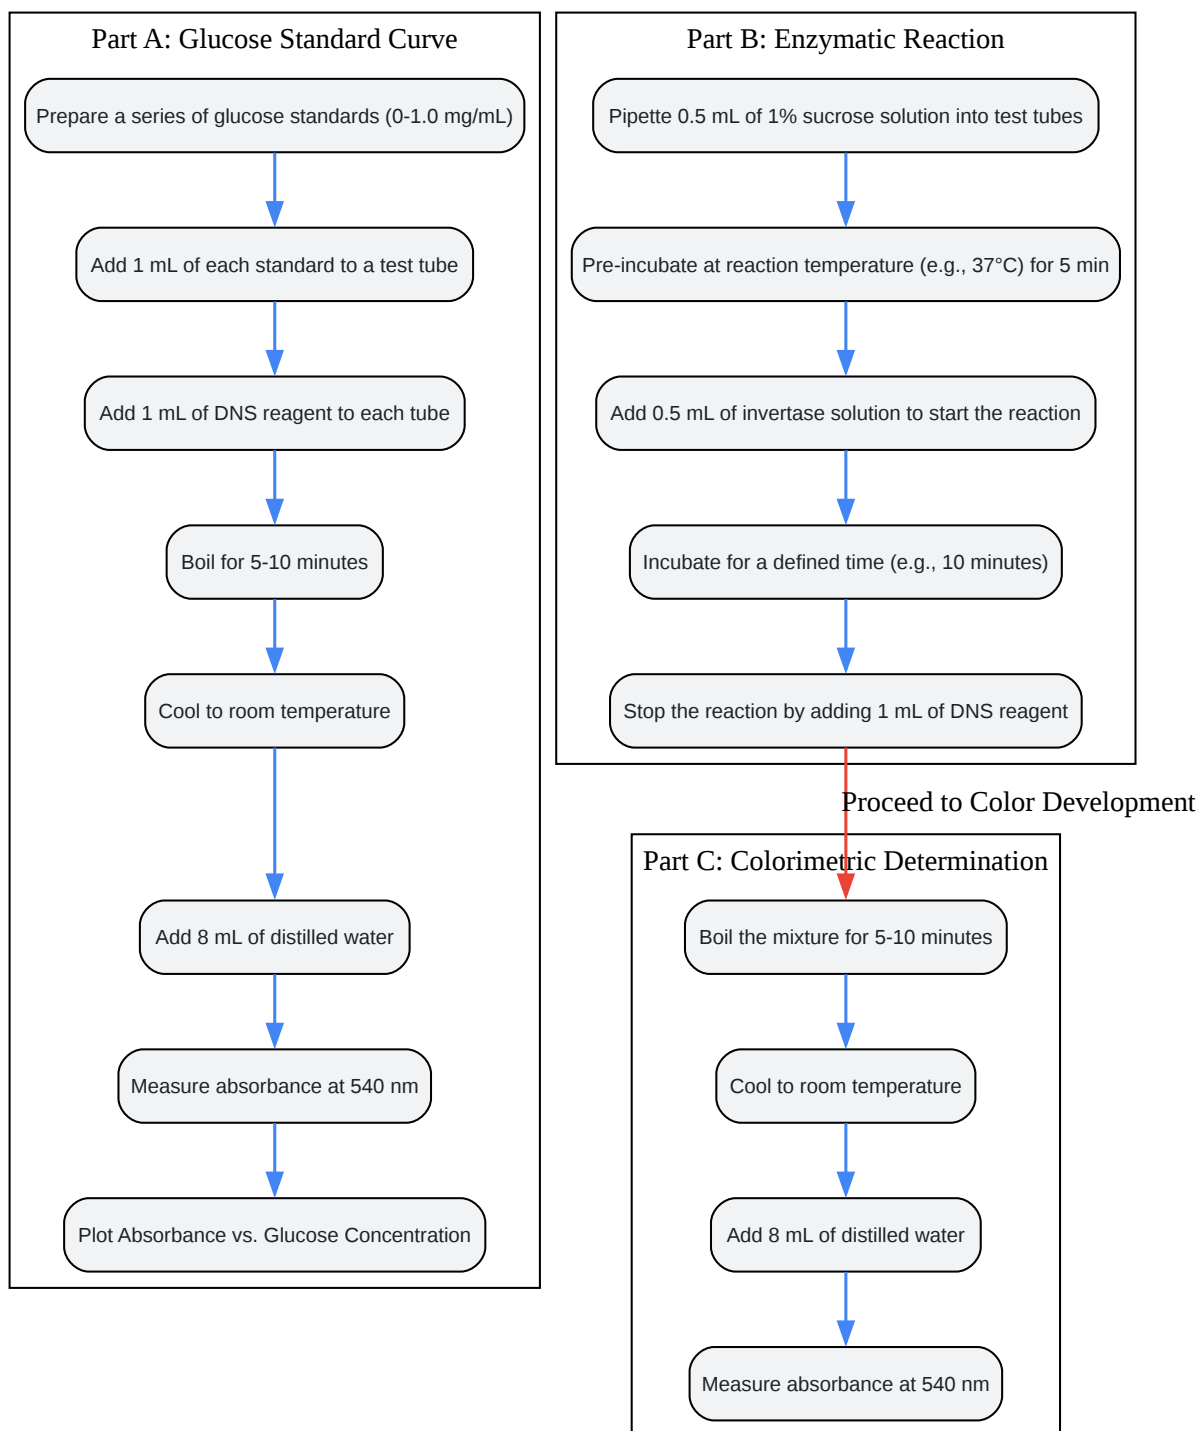 Part A: Glucose Standard Curve
Prepare a series of glucose standards (0-1.0 mg/mL)
Add 1 mL of each standard to a test tube
Add 1 mL of DNS reagent to each tube
Boil for 5-10 minutes
Cool to room temperature
Add 8 mL of distilled water
Measure absorbance at 540 nm
Plot Absorbance vs. Glucose Concentration
Part B: Enzymatic Reaction
Pipette 0.5 mL of 1% sucrose solution into test tubes
Pre-incubate at reaction temperature (e.g., 37°C) for 5 min
Add 0.5 mL of invertase solution to start the reaction
Incubate for a defined time (e.g., 10 minutes)
Stop the reaction by adding 1 mL of DNS reagent
Proceed to Color Development
Part C: Colorimetric Determination
Boil the mixture for 5-10 minutes
Cool to room temperature
Add 8 mL of distilled water
Measure absorbance at 540 nm